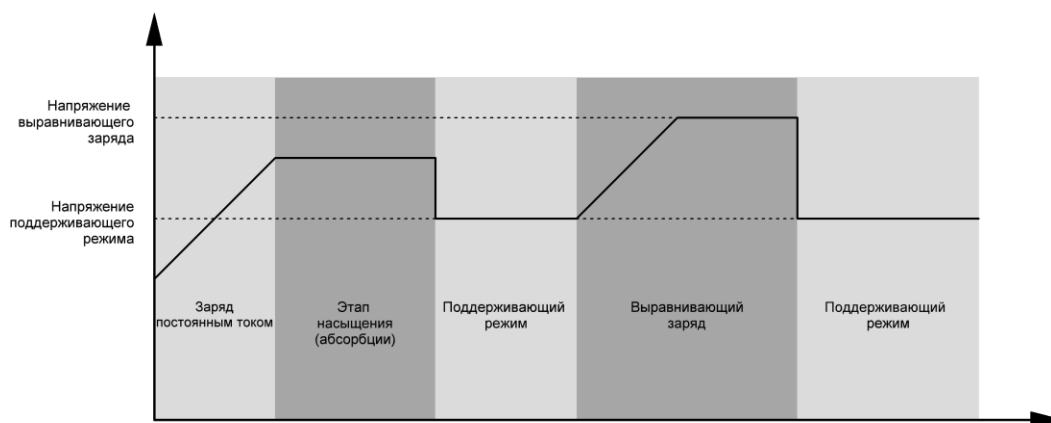 Напряжение
выравнивающего
заряда
Напряжение
поддерживающего
режима
Заряд
постоянным током
Этап
насыщения
(абсорбции)
Поддерживающий
режим
Выравнивающий
заряд
Поддерживающий
режим